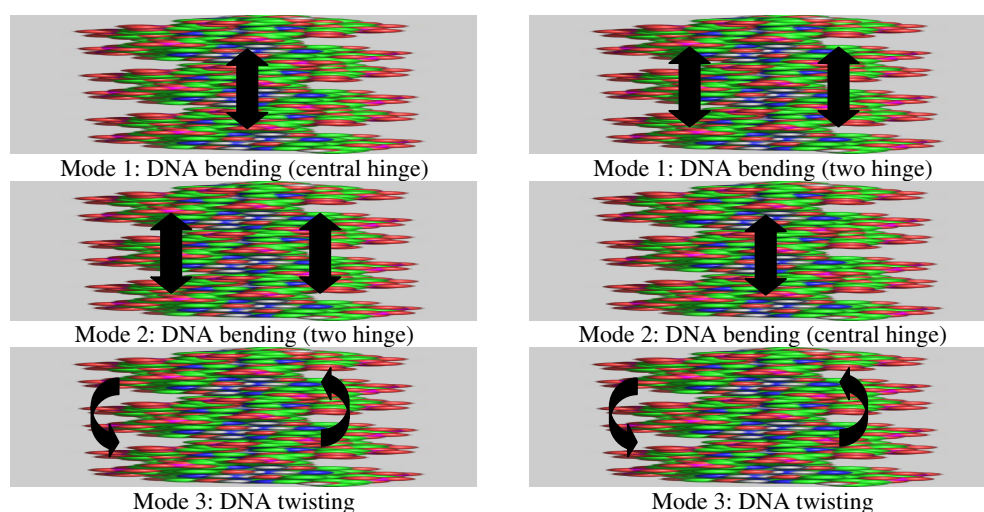 Mode 1: DNA bending (central hinge)
Mode 1: DNA bending (two hinge)
Mode 2: DNA bending (two hinge)
Mode 2: DNA bending (central hinge)
Mode 3: DNA twisting
Mode 3: DNA twisting